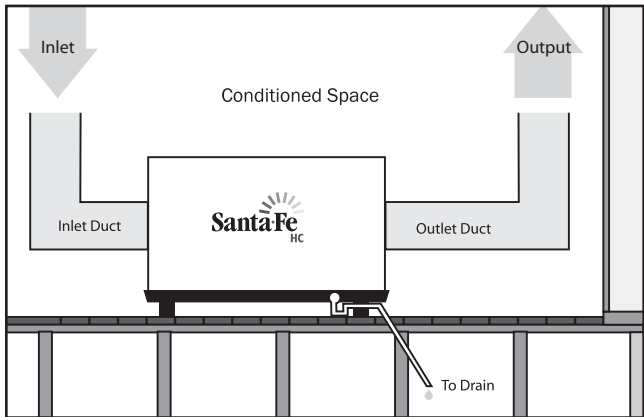 Inlet
Output
Conditioned Space
Inlet Duct
Santa Fe
HC
Outlet Duct
To Drain